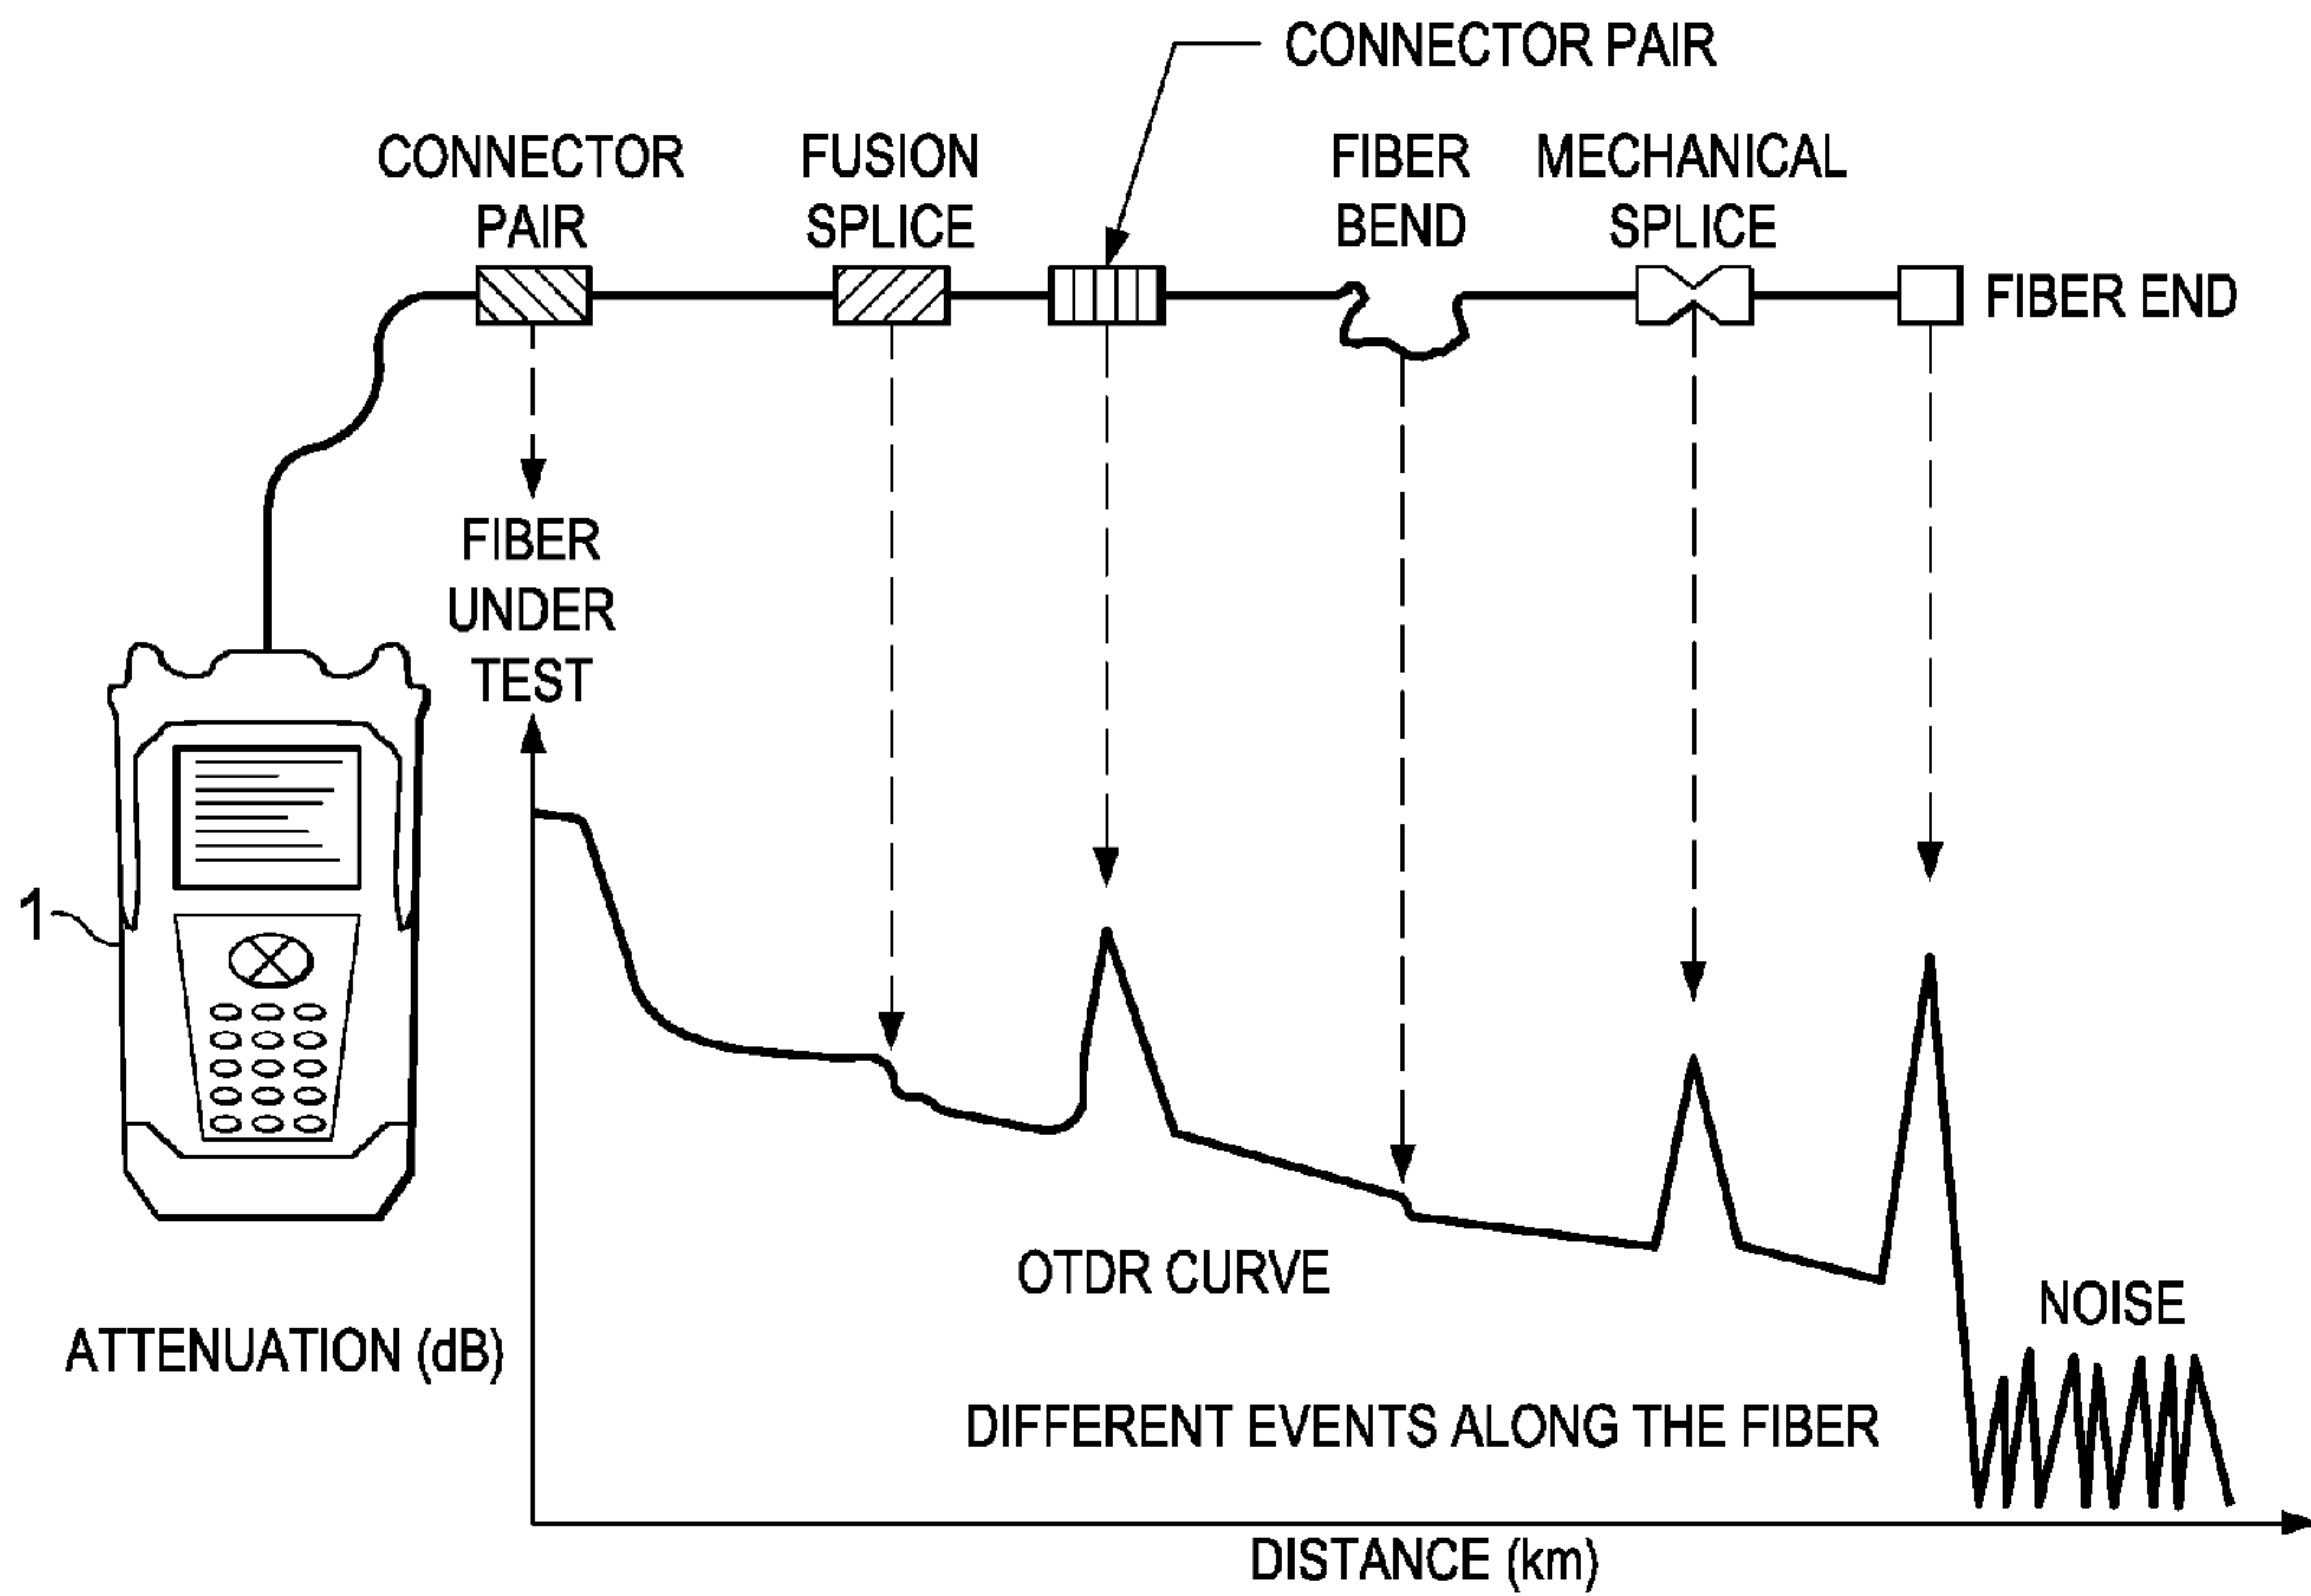 CONNECTOR PAIR
CONNECTOR
PAIR
FUSION
SPLICE
FIBER
BEND
MECHANICAL
SPLICE
FIBER END
FIBER
UNDER
TEST
1
OTDR CURVE
NOISE
ATTENUATION (dB)
DIFFERENT EVENTS ALONG THE FIBER
DISTANCE (km)